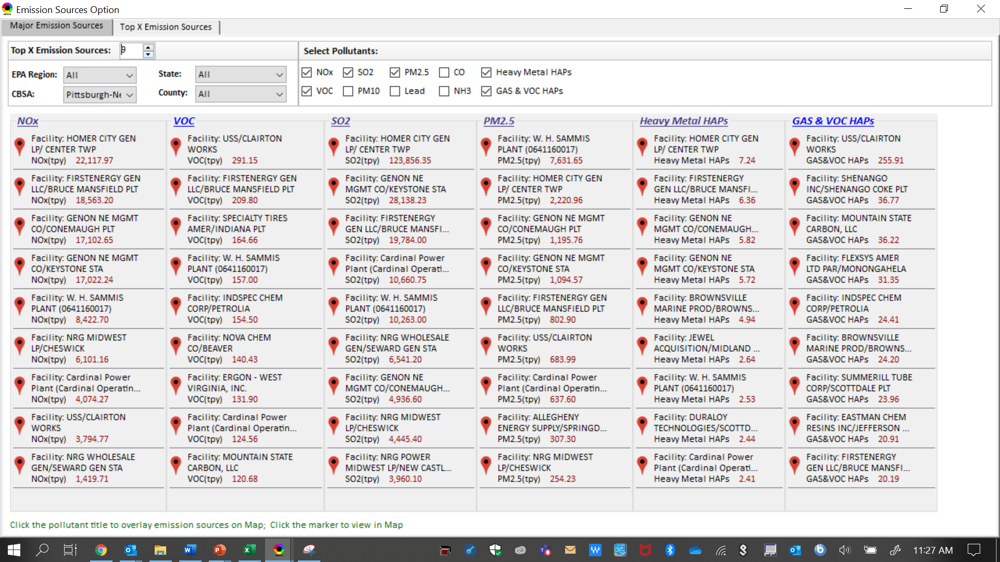 Emission Sources Option
Major Emission Sources
Top X Emission Sources
Top X Emission Sources: 9
Select Pollutants:
EPA Region: All
State: All
NOx SO2 PM2.5 CO Heavy Metal HAPs
CBSA: Pittsburgh-Ne
County: All
VOC PM10 Lead NH3 GAS & VOC HAPs
NOx
Facility: HOMER CITY GEN
LP/ CENTER TWP
NOx(tpy) 22,117.97
Facility: FIRSTENERGY GEN
LLC/BRUCE MANSFIELD PLT
NOx(tpy) 18,563.20
Facility: GENON NE MGMT
CO/CONEMAUGH PLT
NOx(tpy) 17,102.65
Facility: GENON NE MGMT
CO/KEYSTONE STA
NOx(tpy) 17,022.24
Facility: W. H. SAMMIS
PLANT (0641160017)
NOx(tpy) 8,422.70
Facility: NRG MIDWEST
LP/CHESWICK
NOx(tpy) 6,101.16
Facility: Cardinal Power
Plant (Cardinal Operatin...
NOx(tpy) 4,074.27
Facility: USS/CLAIRTON
WORKS
NOx(tpy) 3,794.77
Facility: NRG WHOLESALE
GEN/SEWARD GEN STA
NOx(tpy) 1,419.71
VOC
Facility: USS/CLAIRTON
WORKS
VOC(tpy) 291.15
Facility: FIRSTENERGY GEN
LLC/BRUCE MANSFIELD PLT
VOC(tpy) 209.80
Facility: SPECIALTY TIRES
AMER/INDIANA PLT
VOC(tpy) 164.66
Facility: W. H. SAMMIS
PLANT (0641160017)
VOC(tpy) 157.00
Facility: INDSPEC CHEM
CORP/PETROLIA
VOC(tpy) 154.50
Facility: NOVA CHEM
CO/BEAVER
VOC(tpy) 140.43
Facility: ERGON - WEST
VIRGINIA, INC.
VOC(tpy) 131.90
Facility: Cardinal Power
Plant (Cardinal Operatin...
VOC(tpy) 124.56
Facility: MOUNTAIN STATE
CARBON, LLC
VOC(tpy) 120.68
SO2
Facility: HOMER CITY GEN
LP/ CENTER TWP
SO2(tpy) 123,856.35
Facility: GENON NE
MGMT CO/KEYSTONE STA
SO2(tpy) 28,138.23
Facility: FIRSTENERGY
GEN LLC/BRUCE MANSFI...
SO2(tpy) 19,784.00
Facility: Cardinal Power
Plant (Cardinal Operati...
SO2(tpy) 10,660.75
Facility: W. H. SAMMIS
PLANT (0641160017)
SO2(tpy) 10,263.00
Facility: NRG WHOLESALE
GEN/SEWARD GEN STA
SO2(tpy) 6,541.20
Facility: GENON NE
MGMT CO/CONEMAUGH...
SO2(tpy) 4,936.60
Facility: NRG MIDWEST
LP/CHESWICK
SO2(tpy) 4,445.40
Facility: NRG POWER
MIDWEST LP/NEW CASTL...
SO2(tpy) 3,960.10
PM2.5
Facility: W. H. SAMMIS
PLANT (0641160017)
PM2.5(tpy) 7,631.65
Facility: HOMER CITY GEN
LP/ CENTER TWP
PM2.5(tpy) 2,220.96
Facility: GENON NE MGMT
CO/CONEMAUGH PLT
PM2.5(tpy) 1,195.76
Facility: GENON NE MGMT
CO/KEYSTONE STA
PM2.5(tpy) 1,094.57
Facility: FIRSTENERGY GEN
LLC/BRUCE MANSFIELD PLT
PM2.5(tpy) 802.90
Facility: USS/CLAIRTON
WORKS
PM2.5(tpy) 683.99
Facility: Cardinal Power
Plant (Cardinal Operatin...
PM2.5(tpy) 637.60
Facility: ALLEGHENY
ENERGY SUPPLY/SPRINGD...
PM2.5(tpy) 307.30
Facility: NRG MIDWEST
LP/CHESWICK
PM2.5(tpy) 254.23
Heavy Metal HAPs
Facility: HOMER CITY GEN
LP/ CENTER TWP
Heavy Metal HAPs 7.24
Facility: FIRSTENERGY
GEN LLC/BRUCE MANSFI...
Heavy Metal HAPs 6.36
Facility: GENON NE
MGMT CO/CONEMAUGH...
Heavy Metal HAPs 5.82
Facility: GENON NE
MGMT CO/KEYSTONE STA
Heavy Metal HAPs 5.72
Facility: BROWNSVILLE
MARINE PROD/BROWNS...
Heavy Metal HAPs 4.94
Facility: JEWEL
ACQUISITION/MIDLAND ...
Heavy Metal HAPs 2.64
Facility: W. H. SAMMIS
PLANT (0641160017)
Heavy Metal HAPs 2.53
Facility: DURALOY
TECHNOLOGIES/SCOTTD...
Heavy Metal HAPs 2.44
Facility: Cardinal Power
Plant (Cardinal Operati...
Heavy Metal HAPs 2.41
GAS & VOC HAPs
Facility: USS/CLAIRTON
WORKS
GAS&VOC HAPs 255.91
Facility: SHENANGO
INC/SHENANGO COKE PLT
GAS&VOC HAPs 36.77
Facility: MOUNTAIN STATE
CARBON, LLC
GAS&VOC HAPs 36.22
Facility: FLEXSYS AMER
LTD PAR/MONONGAHELA
GAS&VOC HAPs 31.35
Facility: INDSPEC CHEM
CORP/PETROLIA
GAS&VOC HAPs 24.41
Facility: BROWNSVILLE
MARINE PROD/BROWNS...
GAS&VOC HAPs 24.20
Facility: SUMMERILL TUBE
CORP/SCOTTDALE PLT
GAS&VOC HAPs 23.96
Facility: EASTMAN CHEM
RESINS INC/JEFFERSON ...
GAS&VOC HAPs 20.91
Facility: FIRSTENERGY
GEN LLC/BRUCE MANSFI...
GAS&VOC HAPs 20.19
Click the pollutant title to overlay emission sources on Map; Click the marker to view in Map
11:27 AM